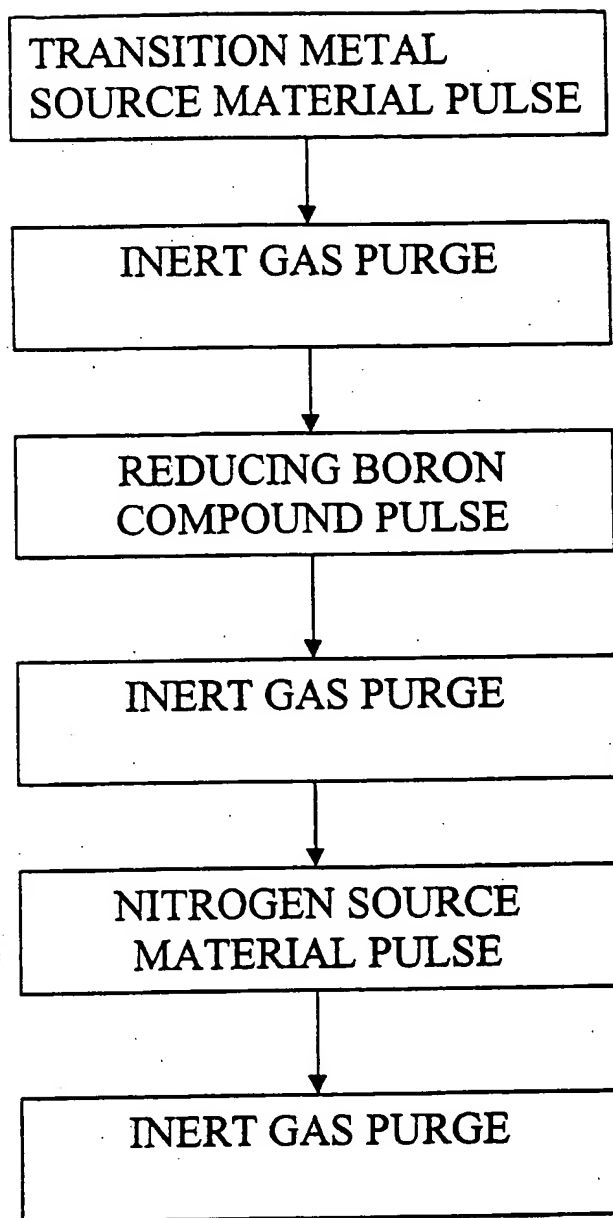 TRANSITION METAL
SOURCE MATERIAL PULSE
INERT GAS PURGE
REDUCING BORON
COMPOUND PULSE
INERT GAS PURGE
NITROGEN SOURCE
MATERIAL PULSE
INERT GAS PURGE